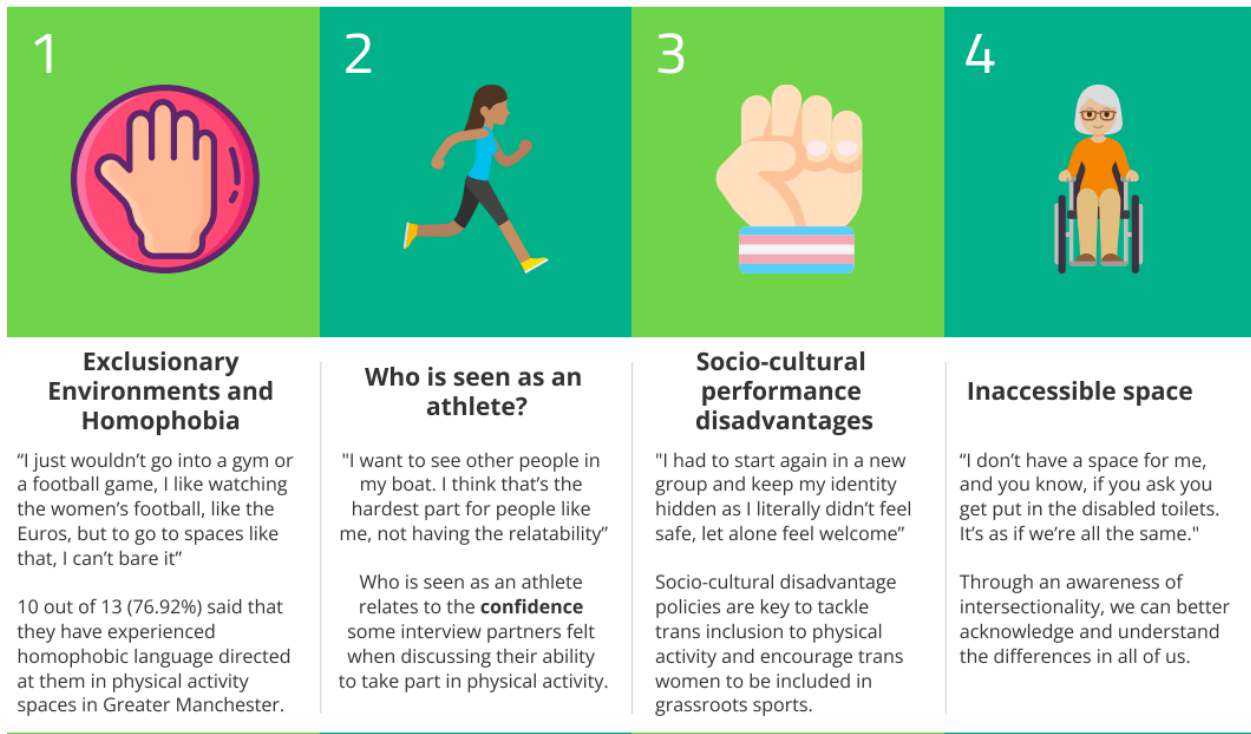 1
2
3
4
Exclusionary
Environments and
Homophobia
“I just wouldn’t go into a gym or
a football game, I like watching
the women’s football, like the
Euros, but to go to spaces like
that, I can’t bare it”
10 out of 13 (76.92%) said that
they have experienced
homophobic language directed
at them in physical activity
spaces in Greater Manchester.
Who is seen as an
athlete?
"I want to see other people in
my boat. I think that’s the
hardest part for people like
me, not having the relatability”
Who is seen as an athlete
relates to the confidence
some interview partners felt
when discussing their ability
to take part in physical activity.
Socio-cultural
performance
disadvantages
"I had to start again in a new
group and keep my identity
hidden as I literally didn’t feel
safe, let alone feel welcome”
Socio-cultural disadvantage
policies are key to tackle
trans inclusion to physical
activity and encourage trans
women to be included in
grassroots sports.
Inaccessible space
“I don’t have a space for me,
and you know, if you ask you
get put in the disabled toilets.
It’s as if we’re all the same."
Through an awareness of
intersectionality, we can better
acknowledge and understand
the differences in all of us.